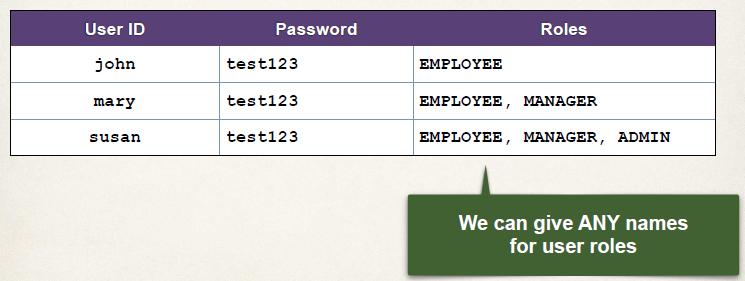 User ID Password Roles
john test123 EMPLOYEE
mary test123 EMPLOYEE, MANAGER
susan test123 EMPLOYEE, MANAGER, ADMIN
We can give ANY names
for user roles